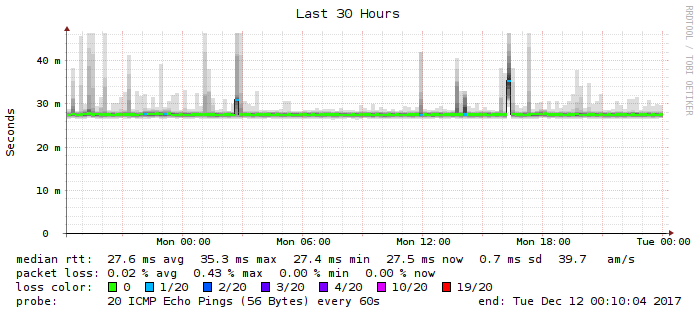 Last 30 Hours
RRDTOOL / TOBI OETIKER
Seconds
40 m
30 m
20 m
10 m
0
Mon 00:00 Mon 06:00 Mon 12:00 Mon 18:00 Tue 00:00
median rtt: 27.6 ms avg 35.3 ms max 27.4 ms min 27.5 ms now 0.7 ms sd 39.7 am/s
packet loss: 0.02 % avg 0.43 % max 0.00 % min 0.00 % now
loss color: 0 1/20 2/20 3/20 4/20 10/20 19/20
probe: 20 ICMP Echo Pings (56 Bytes) every 60s end: Tue Dec 12 00:10:04 2017